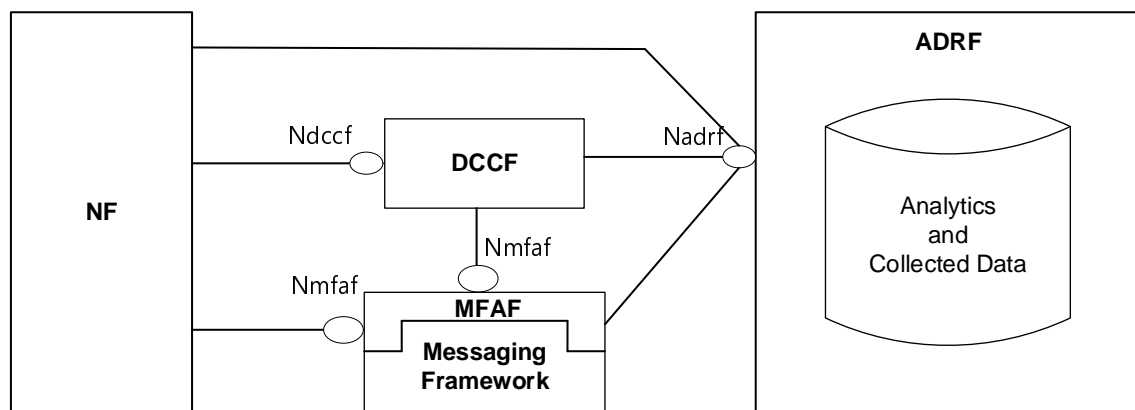 ADRF
Ndccf
Nadrf
DCCF
NF
Analytics
and
Collected Data
Nmfaf
Nmfaf
MFAF
Messaging
Framework